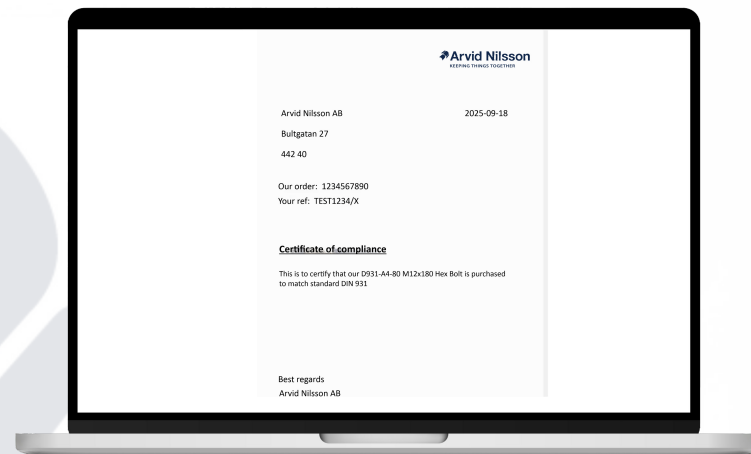 Arvid Nilsson
KEEPING THINGS TOGETHER
Arvid Nilsson AB 2025-09-18
Bultgatan 27
442 40
Our order: 1234567890
Your ref: TEST1234/X
Certificate of compliance
This is to certify that our D931-A4-80 M12x180 Hex Bolt is purchased
to match standard DIN 931
Best regards
Arvid Nilsson AB